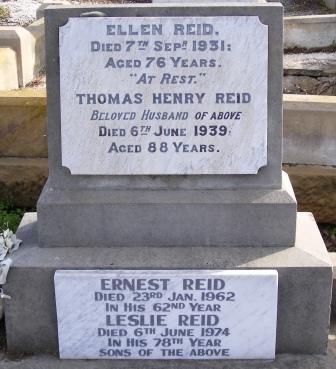 ELLEN REID.
DIED 7TH SEPR 1931:
AGED 76 YEARS.
"AT REST."
THOMAS HENRY REID
BELOVED HUSBAND OF ABOVE
DIED 6TH JUNE 1939:
AGED 88 YEARS.
ERNEST REID
DIED 23RD JAN. 1962
IN HIS 62ND YEAR
LESLIE REID
DIED 6TH JUNE 1974
IN HIS 78TH YEAR
SONS OF THE ABOVE